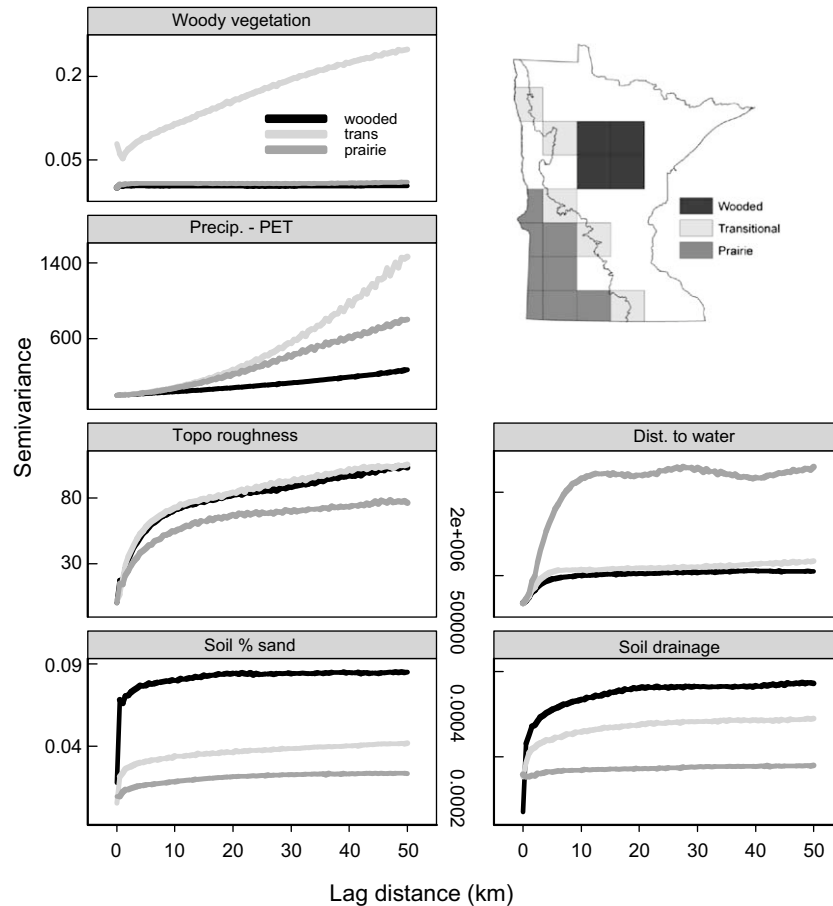 Woody vegetation
0.2
0.05
wooded
trans
prairie
Wooded
Transitional
Prairie
Precip. - PET
1400
600
Semivariance
Topo roughness
80
30
Dist. to water
2e+006
500000
Soil % sand
0.09
0.04
Soil drainage
0.0004
0.0002
0 10 20 30 40 50
0 10 20 30 40 50
Lag distance (km)